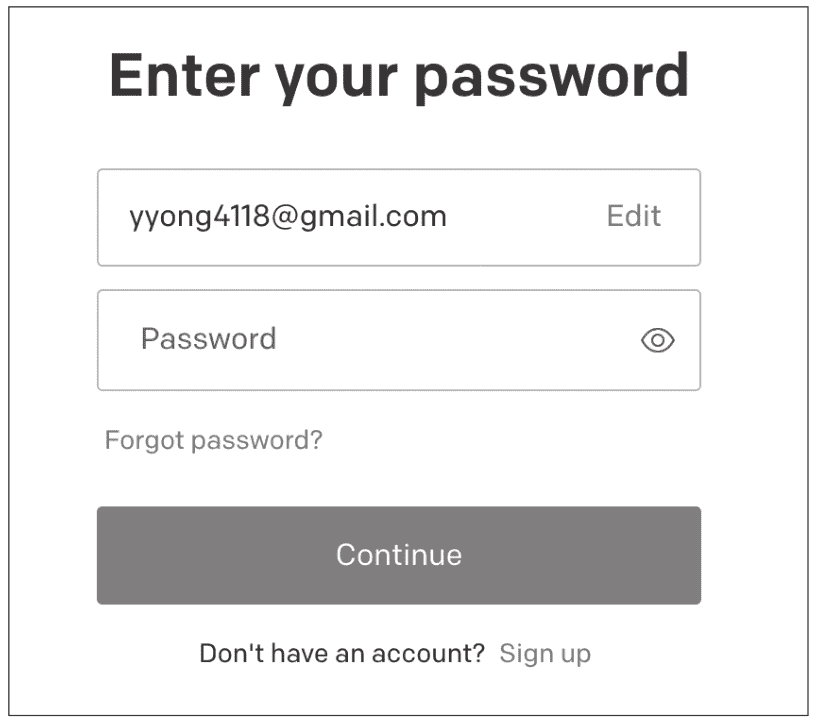 Enter your password
yyong4118@gmail.com Edit
Password
Forgot password?
Continue
Don't have an account? Sign up